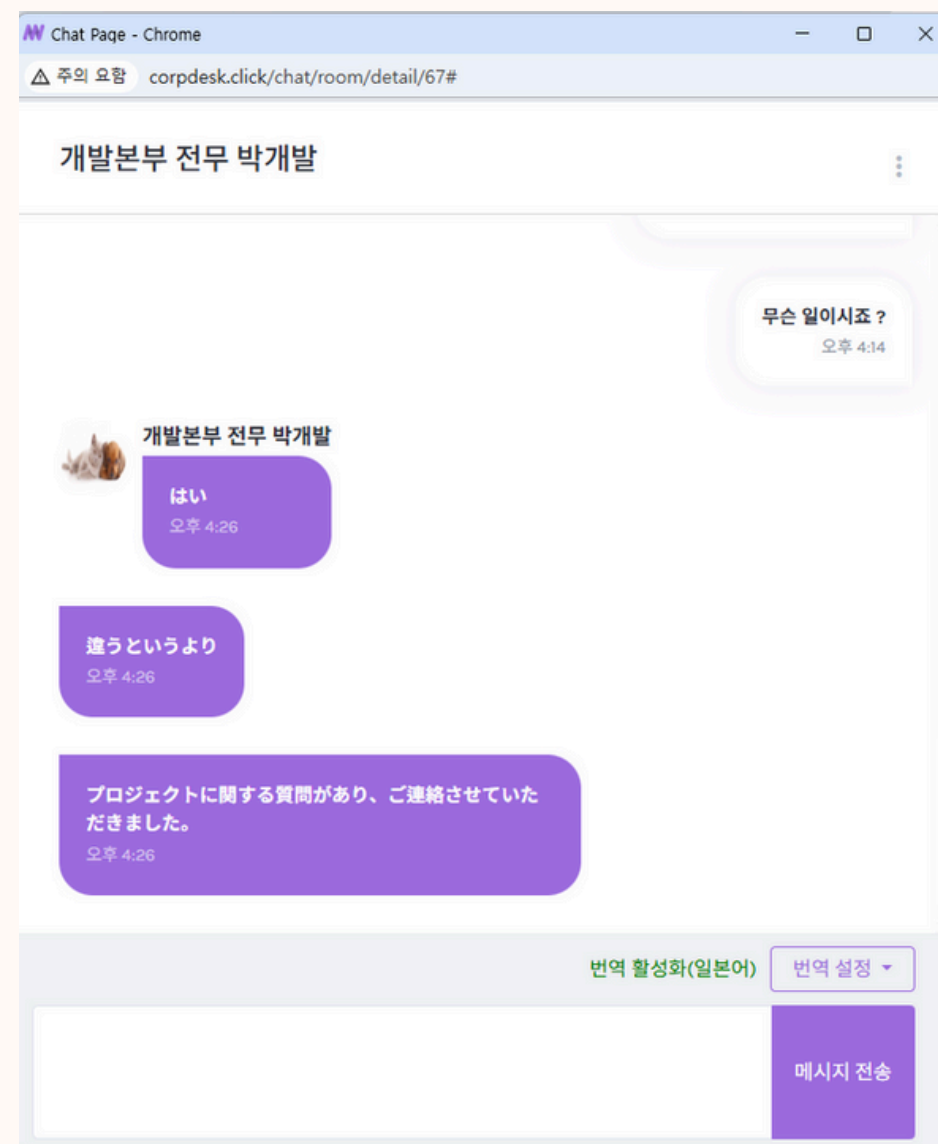 Chat Page - Chrome
주의 요함 corpdesk.click/chat/room/detail/67#
개발본부 전무 박개발
무슨 일이시죠 ?
오후 4:14
개발본부 전무 박개발
はい
오후 4:26
違うというより
오후 4:26
プロジェクトに関する質問があり、ご連絡させていた
だきました。
오후 4:26
번역 활성화(일본어) 번역 설정
메시지 전송